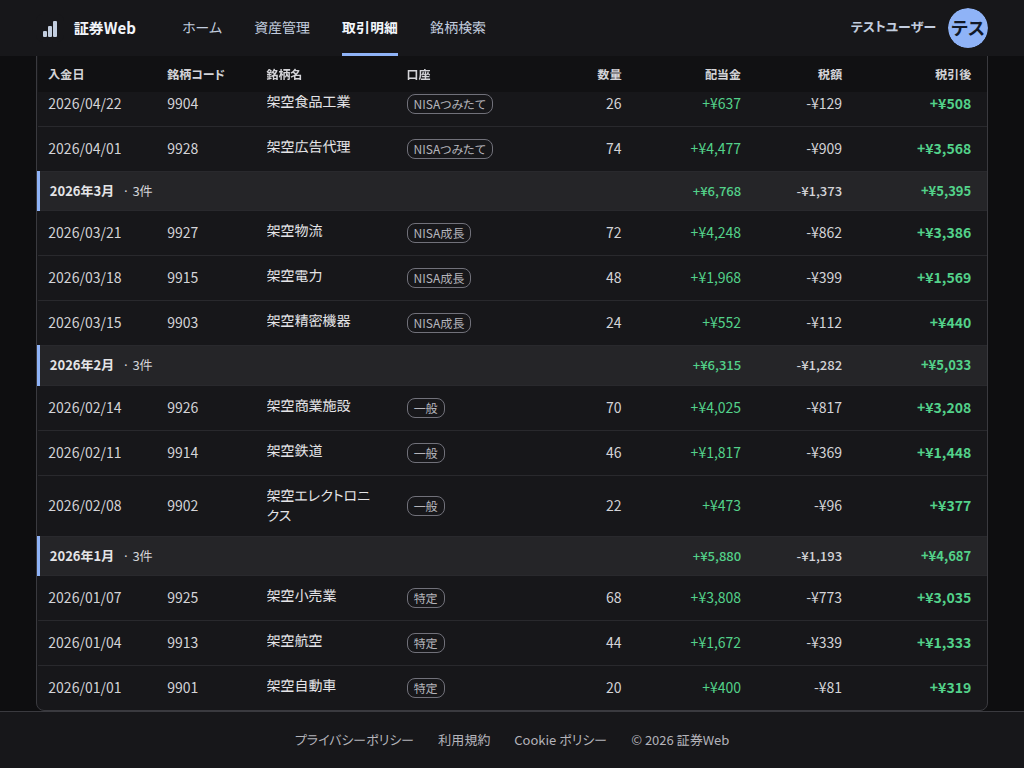 証券Web ホーム 資産管理 取引明細 銘柄検索 テストユーザー テス
入金日 銘柄コード 銘柄名 口座 数量 配当金 税額 税引後
2026/04/22 9904 架空食品工業 NISAつみたて 26 +¥637 -¥129 +¥508
2026/04/01 9928 架空広告代理 NISAつみたて 74 +¥4,477 -¥909 +¥3,568
2026年3月 · 3件 +¥6,768 -¥1,373 +¥5,395
2026/03/21 9927 架空物流 NISA成長 72 +¥4,248 -¥862 +¥3,386
2026/03/18 9915 架空電力 NISA成長 48 +¥1,968 -¥399 +¥1,569
2026/03/15 9903 架空精密機器 NISA成長 24 +¥552 -¥112 +¥440
2026年2月 · 3件 +¥6,315 -¥1,282 +¥5,033
2026/02/14 9926 架空商業施設 一般 70 +¥4,025 -¥817 +¥3,208
2026/02/11 9914 架空鉄道 一般 46 +¥1,817 -¥369 +¥1,448
2026/02/08 9902 架空エレクトロニ 一般 22 +¥473 -¥96 +¥377
クス
2026年1月 · 3件 +¥5,880 -¥1,193 +¥4,687
2026/01/07 9925 架空小売業 特定 68 +¥3,808 -¥773 +¥3,035
2026/01/04 9913 架空航空 特定 44 +¥1,672 -¥339 +¥1,333
2026/01/01 9901 架空自動車 特定 20 +¥400 -¥81 +¥319
プライバシーポリシー 利用規約 Cookie ポリシー © 2026 証券Web